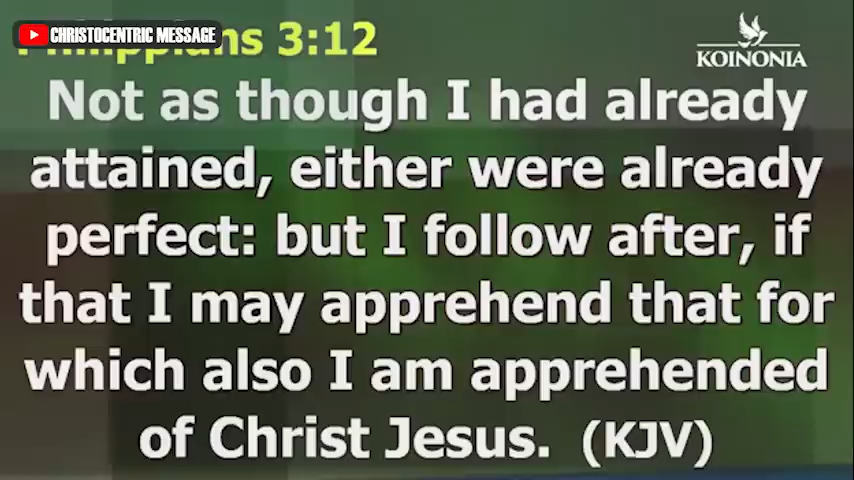 CHRISTOCENTRIC MESSAGE
Philippians 3:12
KOINONIA
Not as though I had already
attained, either were already
perfect: but I follow after, if
that I may apprehend that for
which also I am apprehended
of Christ Jesus. (KJV)